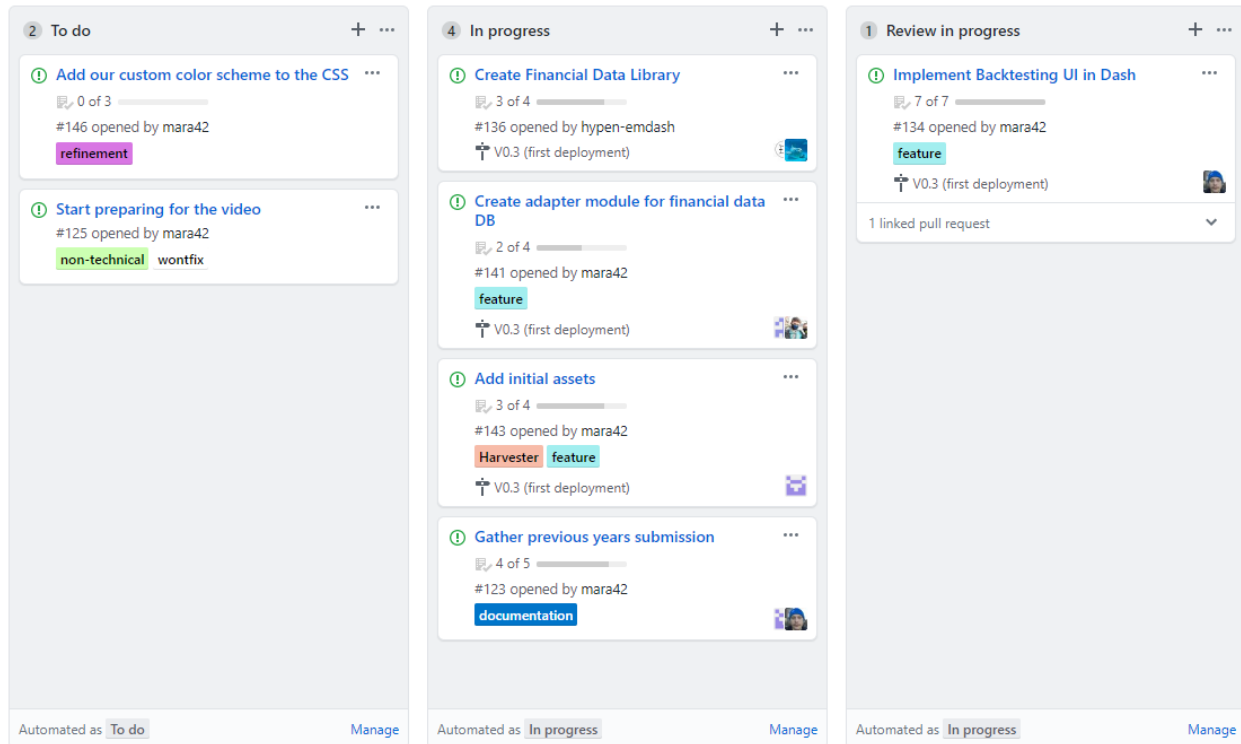 2 To do
Add our custom color scheme to the CSS
0 of 3
#146 opened by mara42
refinement
Start preparing for the video
#125 opened by mara42
non-technical wontfix
Automated as To do Manage
4 In progress
Create Financial Data Library
3 of 4
#136 opened by hypen-emdash
V0.3 (first deployment)
Create adapter module for financial data
DB
2 of 4
#141 opened by mara42
feature
V0.3 (first deployment)
Add initial assets
3 of 4
#143 opened by mara42
Harvester feature
V0.3 (first deployment)
Gather previous years submission
4 of 5
#123 opened by mara42
documentation
Automated as In progress Manage
1 Review in progress
Implement Backtesting UI in Dash
7 of 7
#134 opened by mara42
feature
V0.3 (first deployment)
1 linked pull request
Automated as In progress Manage